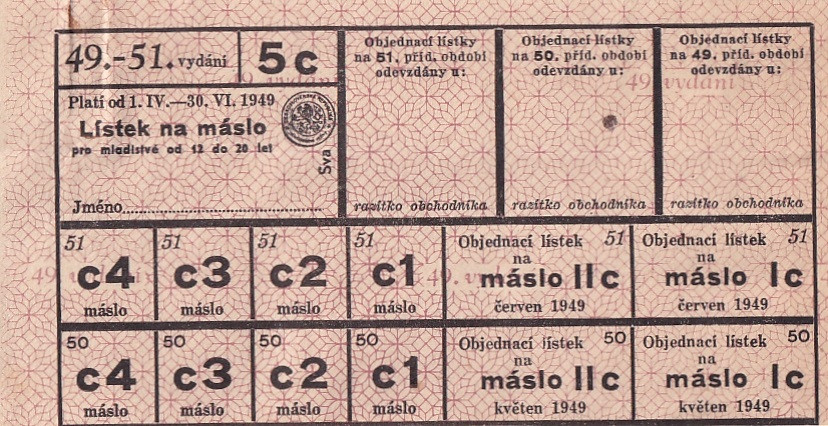 49.-51. vydání
5c
Platí od 1. IV.—30. VI. 1949
Lístek na máslo
pro mladistvé od 12 do 20 let
Sva
Jméno
Objednací lístky
na 51. příd. období
odevzdány u:
razítko obchodníka
Objednací lístky
na 50. příd. období
odevzdány u:
razítko obchodníka
Objednací lístky
na 49. příd. období
odevzdány u:
razítko obchodníka
51
c4
máslo
51
c3
máslo
51
c2
máslo
51
c1
máslo
Objednací lístek 51
na
máslo II c
červen 1949
Objednací lístek 51
na
máslo I c
červen 1949
50
c4
máslo
50
c3
máslo
50
c2
máslo
50
c1
máslo
Objednací lístek 50
na
máslo II c
květen 1949
Objednací lístek 50
na
máslo I c
květen 1949